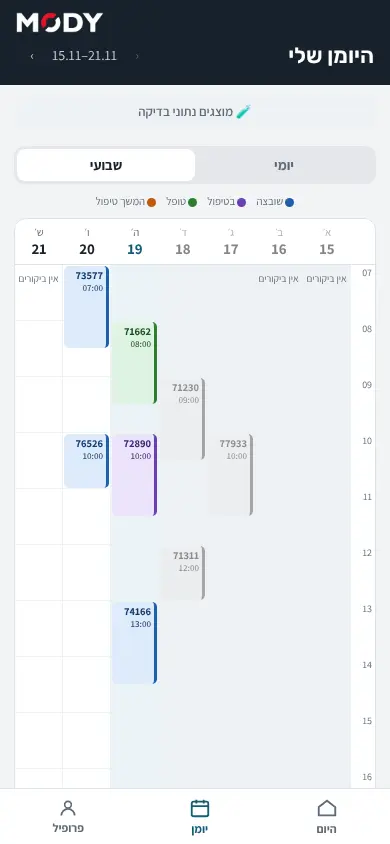 MODY
היומן שלי
15.11–21.11
🧪 מוצגים נתוני בדיקה
יומי
שבועי
שובצה
בטיפול
טופל
המשך טיפול
א׳ ב׳ ג׳ ד׳ ה׳ ו׳ ש׳
15 16 17 18 19 20 21
07
אין ביקורים
אין ביקורים
73577
07:00
אין ביקורים
08
71662
08:00
09
71230
09:00
10
77933
10:00
72890
10:00
76526
10:00
11
12
71311
12:00
13
74166
13:00
14
15
16
היום
יומן
פרופיל